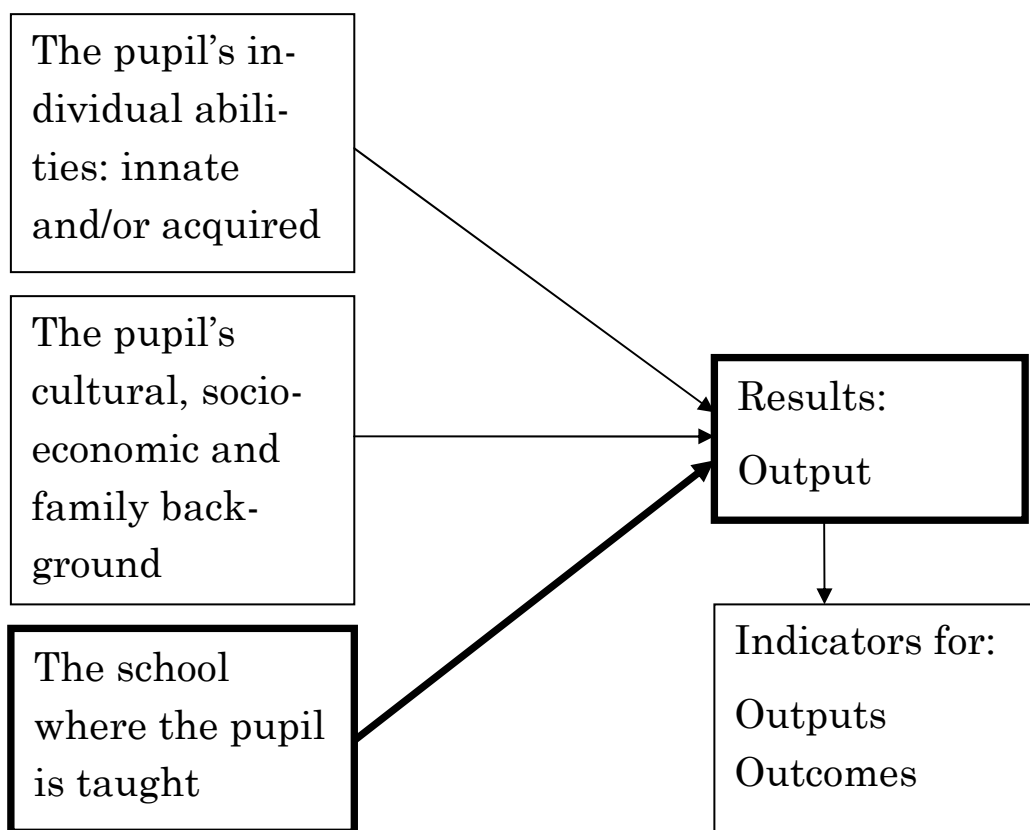 The pupil’s in-
dividual abili-
ties: innate
and/or acquired
The pupil’s
cultural, socio-
economic and
family back-
ground
The school
where the pupil
is taught
Results:
Output
Indicators for:
Outputs
Outcomes